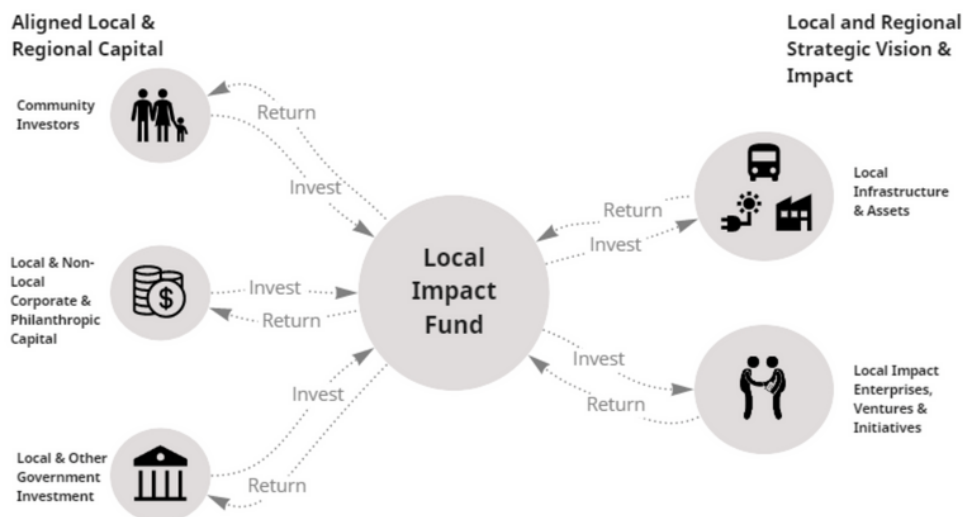 Aligned Local &
Regional Capital
Local and Regional
Strategic Vision &
Impact
Community
Investors
Return
Invest
Local
Infrastructure
& Assets
Return
Invest
Local
Impact
Fund
Local & Non-
Local
Corporate &
Philanthropic
Capital
Invest
Return
$
Invest
Return
Local Impact
Enterprises,
Ventures &
Initiatives
Invest
Return
Local & Other
Government
Investment